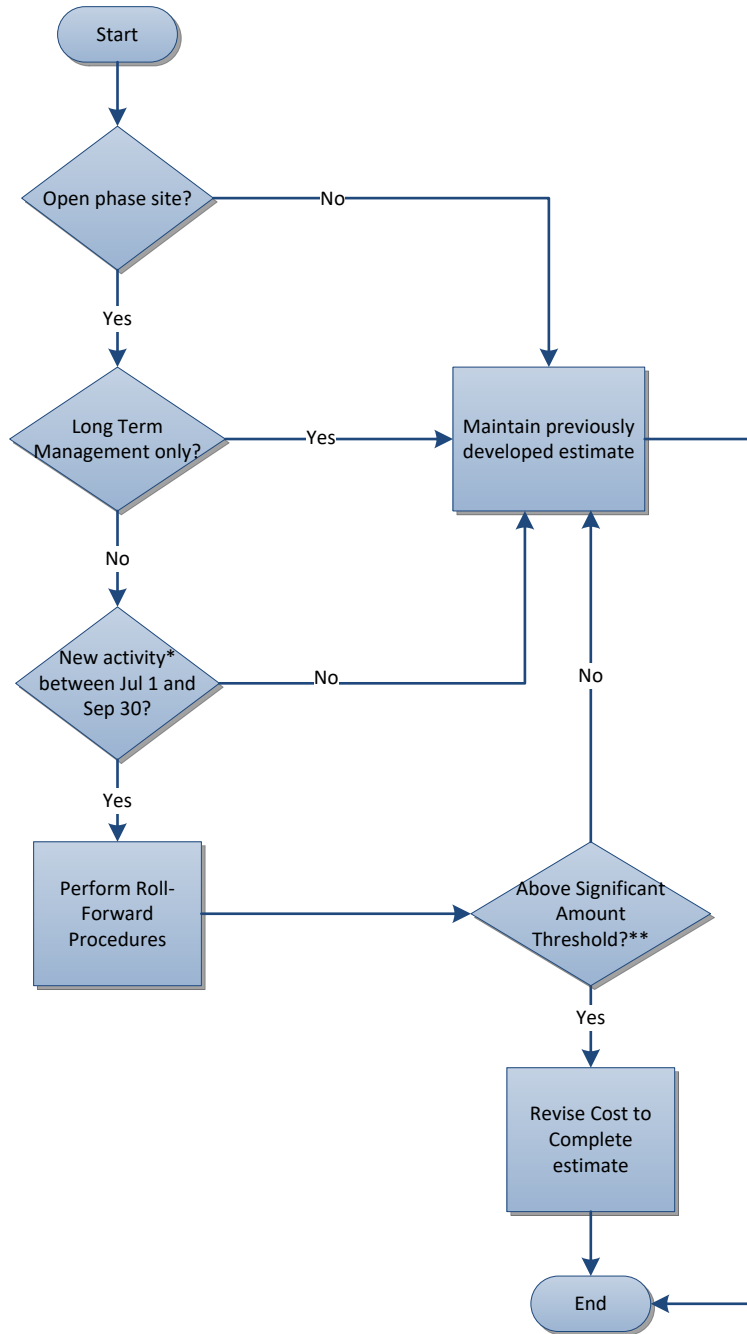 Start
Open phase site?
No
Yes
Long Term
Management only?
Yes
Maintain previously
developed estimate
No
New activity*
between Jul 1 and
Sep 30?
No
No
Yes
Perform Roll-
Forward
Procedures
Above Significant
Amount
Threshold?**
Yes
Revise Cost to
Complete
estimate
End